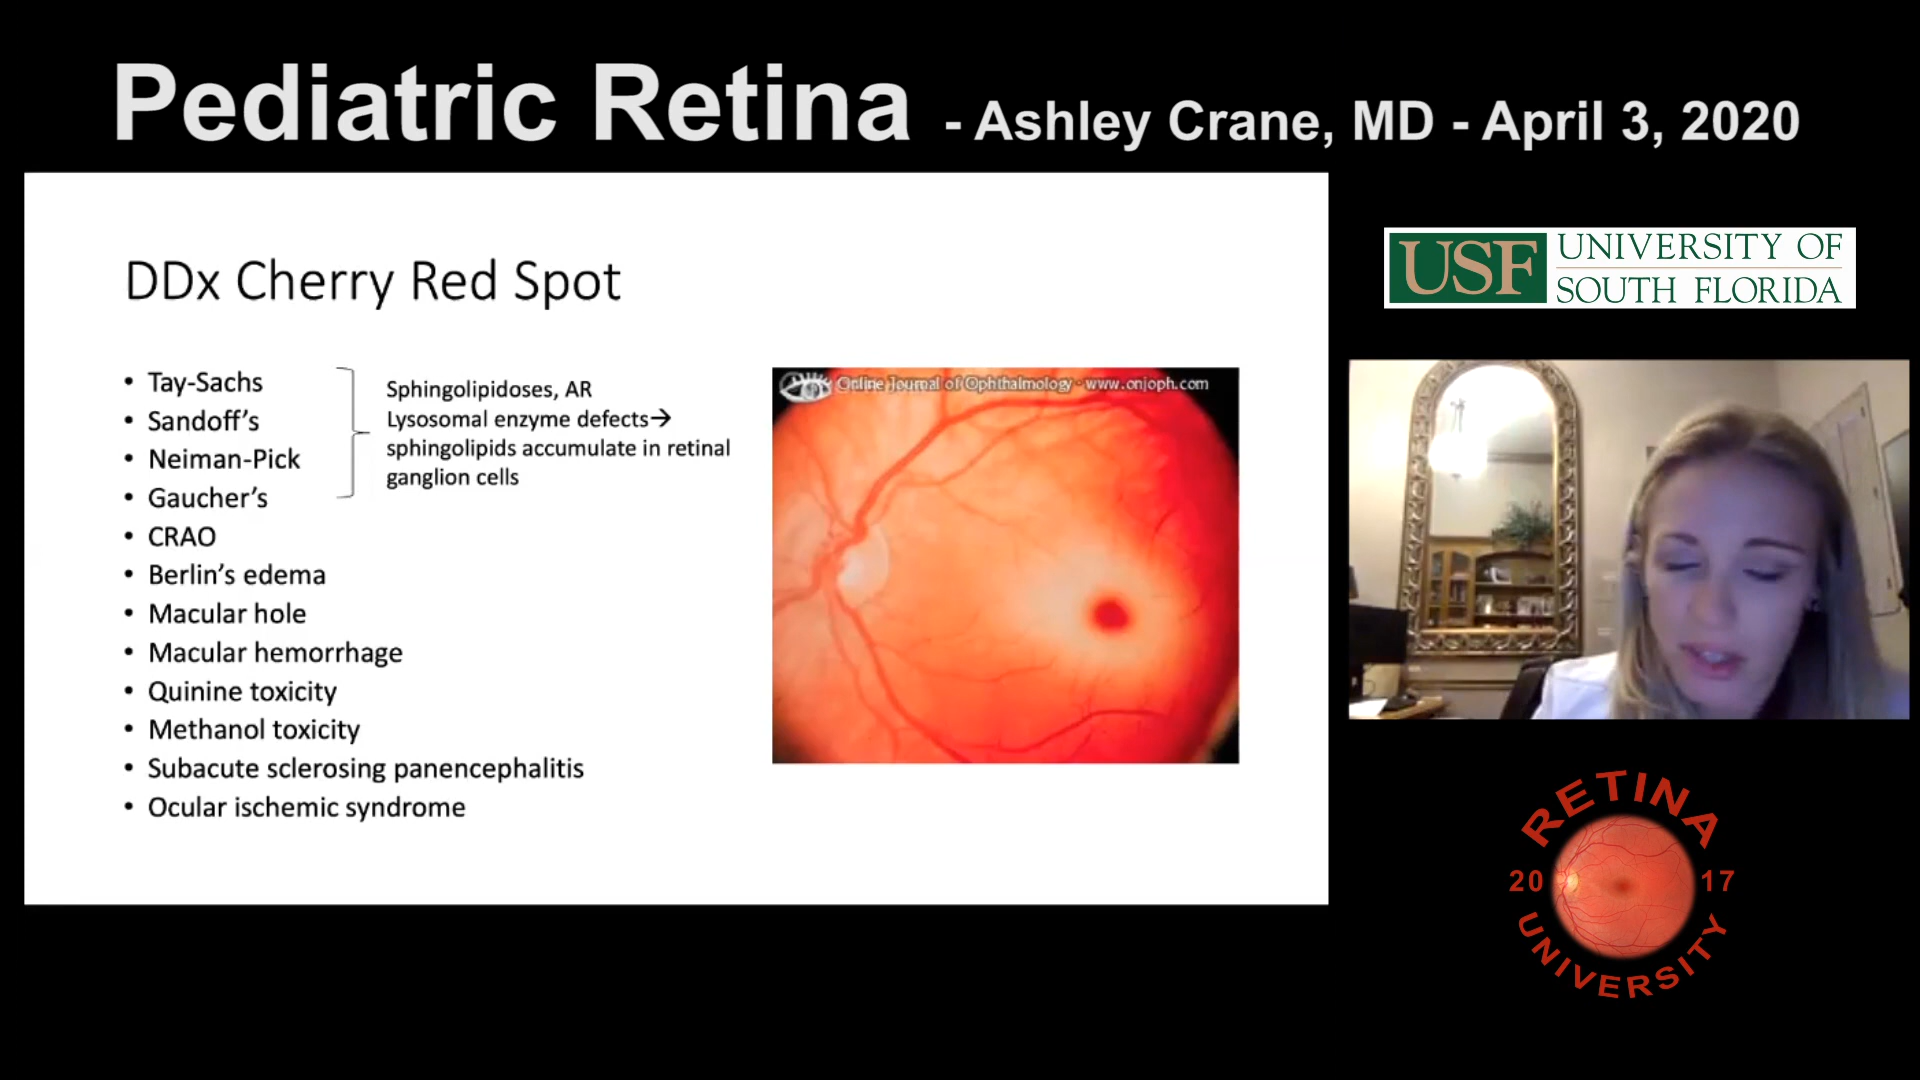 Pediatric Retina - Ashley Crane, MD - April 3, 2020
DDx Cherry Red Spot
• Tay-Sachs
• Sandoff's
• Neiman-Pick
• Gaucher's
• CRAO
• Berlin's edema
• Macular hole
• Macular hemorrhage
• Quinine toxicity
• Methanol toxicity
• Subacute sclerosing panencephalitis
• Ocular ischemic syndrome
Sphingolipidoses, AR
Lysosomal enzyme defects→
sphingolipids accumulate in retinal
ganglion cells
Online Journal of Ophthalmology - www.onjoph.com
USF UNIVERSITY OF
SOUTH FLORIDA
RETINA
20 17
UNIVERSITY